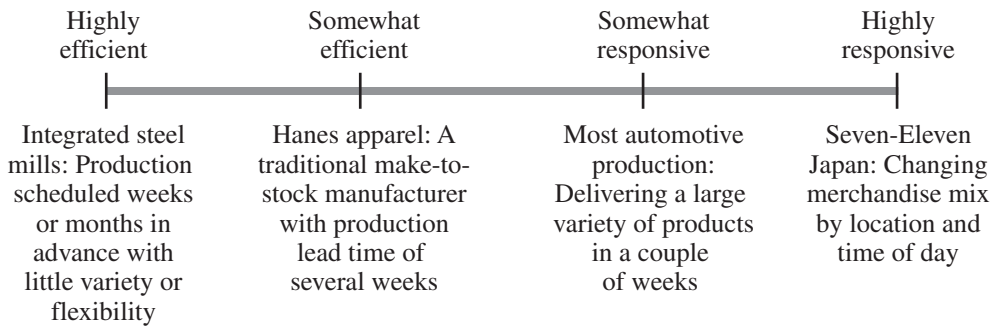 Highly
efficient
Somewhat
efficient
Somewhat
responsive
Highly
responsive
Integrated steel
mills: Production
scheduled weeks
or months in
advance with
little variety or
flexibility
Hanes apparel: A
traditional make-to-
stock manufacturer
with production
lead time of
several weeks
Most automotive
production:
Delivering a large
variety of products
in a couple
of weeks
Seven-Eleven
Japan: Changing
merchandise mix
by location and
time of day